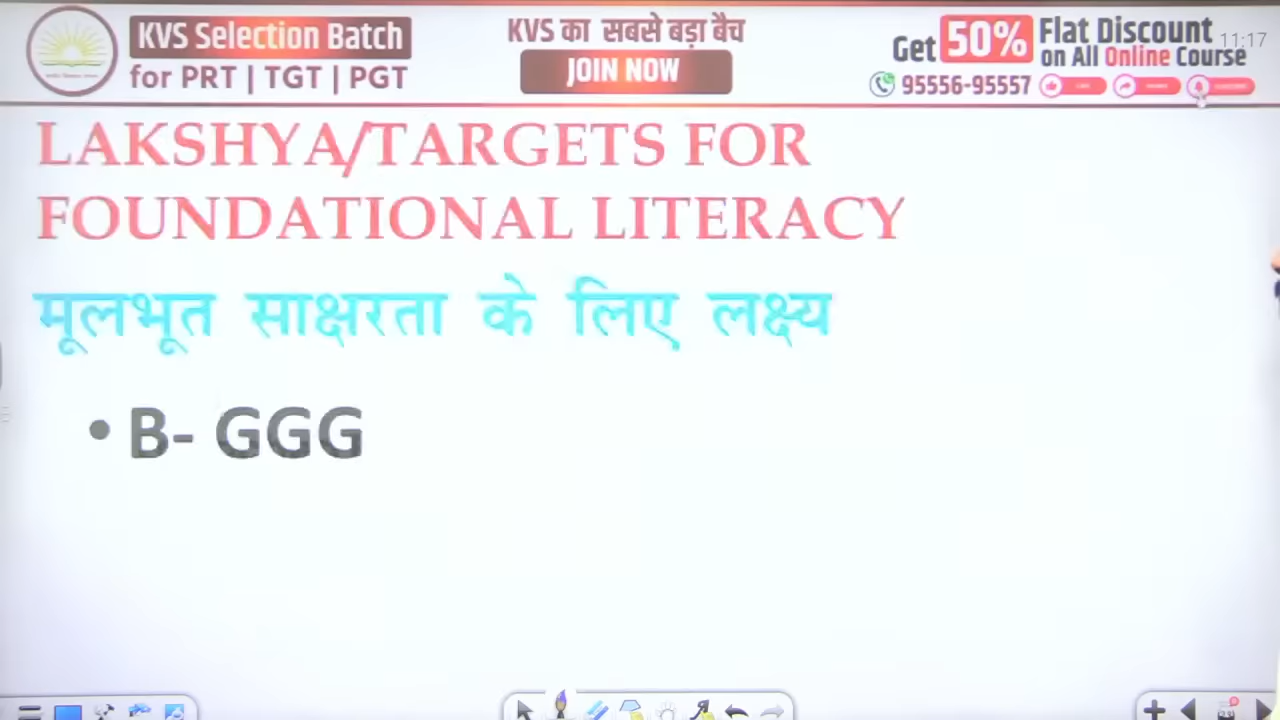 KVS Selection Batch
for PRT | TGT | PGT
KVS का सबसे बड़ा बैच
JOIN NOW
Get 50% Flat Discount
on All Online Course
11:17
95556-95557
LAKSHYA/TARGETS FOR
FOUNDATIONAL LITERACY
मूलभूत साक्षरता के लिए लक्ष्य
• B- GGG